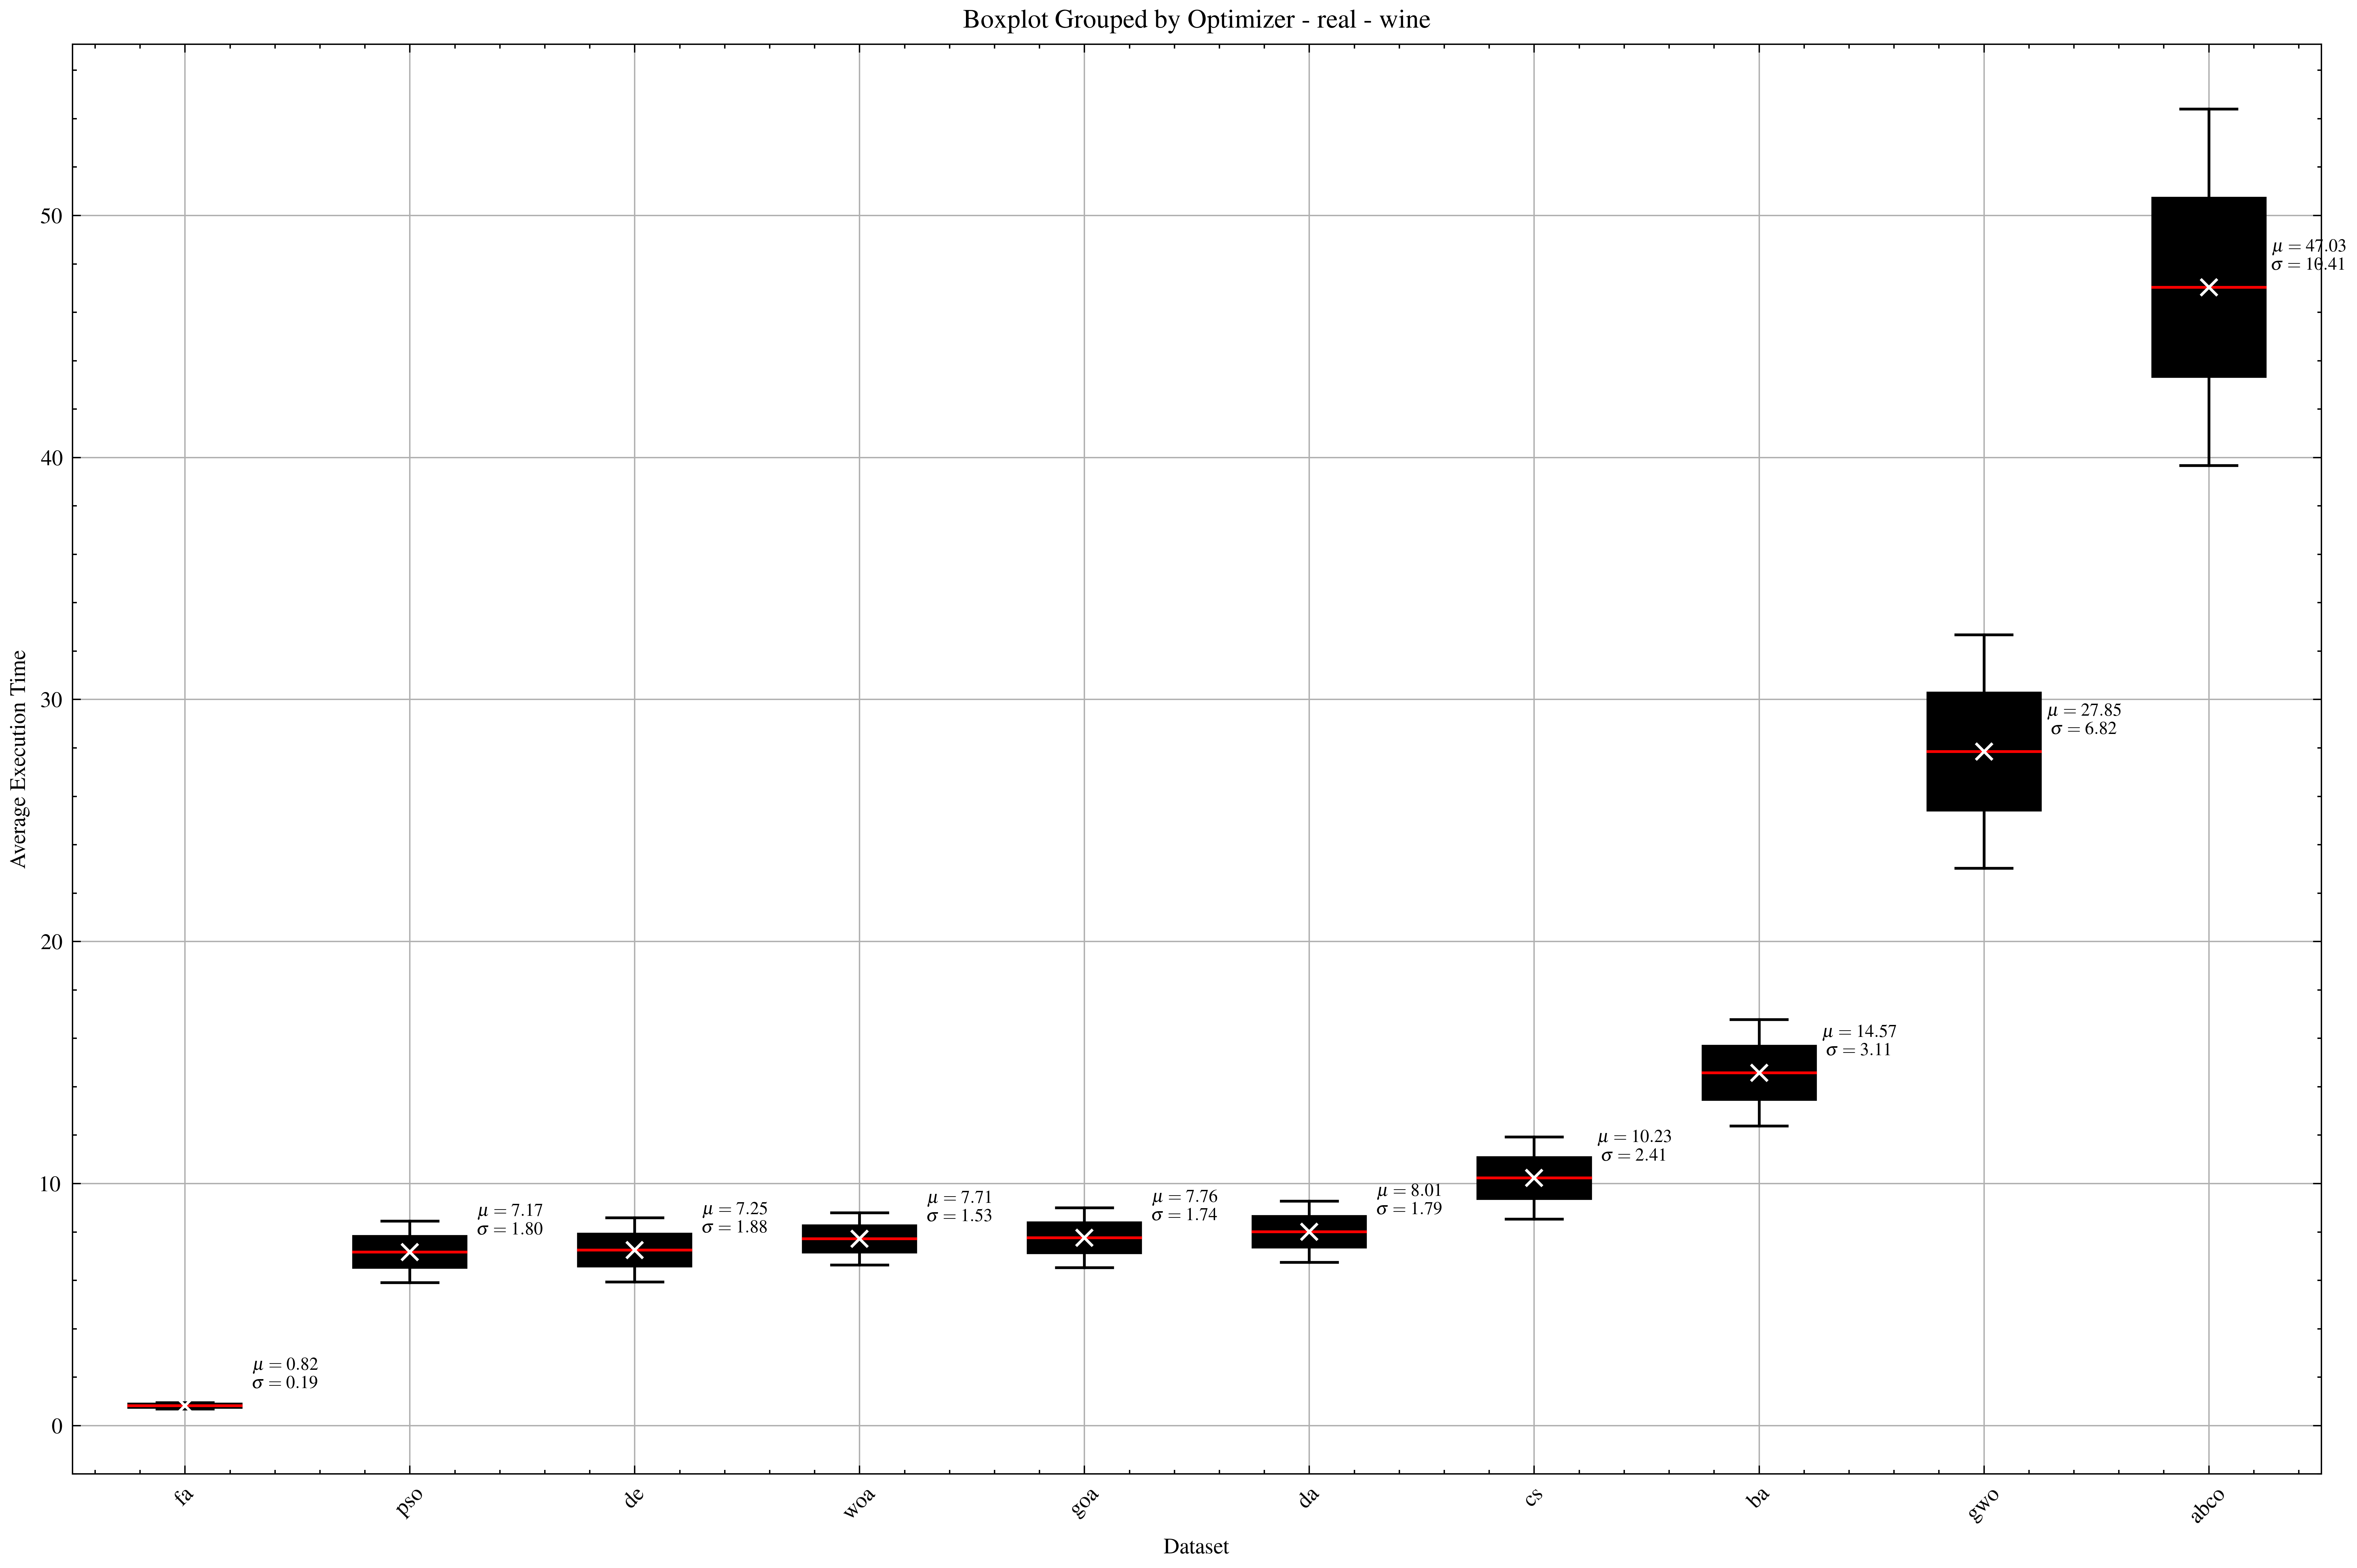 Boxplot Grouped by Optimizer - real - wine
Average Execution Time
50
40
30
20
10
0
μ = 0.82
σ = 0.19
μ = 7.17
σ = 1.80
μ = 7.25
σ = 1.88
μ = 7.71
σ = 1.53
μ = 7.76
σ = 1.74
μ = 8.01
σ = 1.79
μ = 10.23
σ = 2.41
μ = 14.57
σ = 3.11
μ = 27.85
σ = 6.82
μ = 47.03
σ = 10.41
fa
pso
de
woa
goa
da
cs
ba
gwo
abco
Dataset